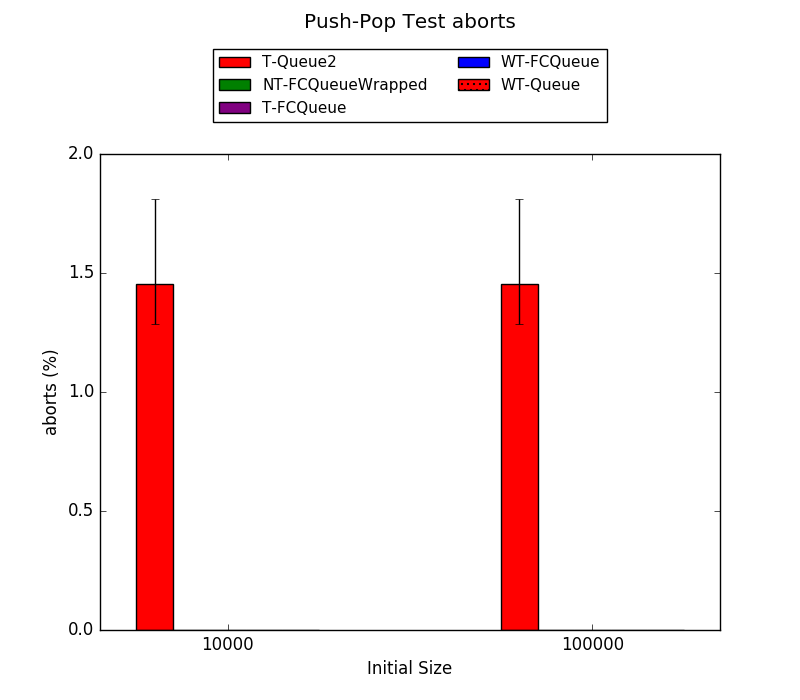 Push-Pop Test aborts
T-Queue2
NT-FCQueueWrapped
T-FCQueue
WT-FCQueue
WT-Queue
2.0
1.5
1.0
0.5
0.0
aborts (%)
10000
100000
Initial Size